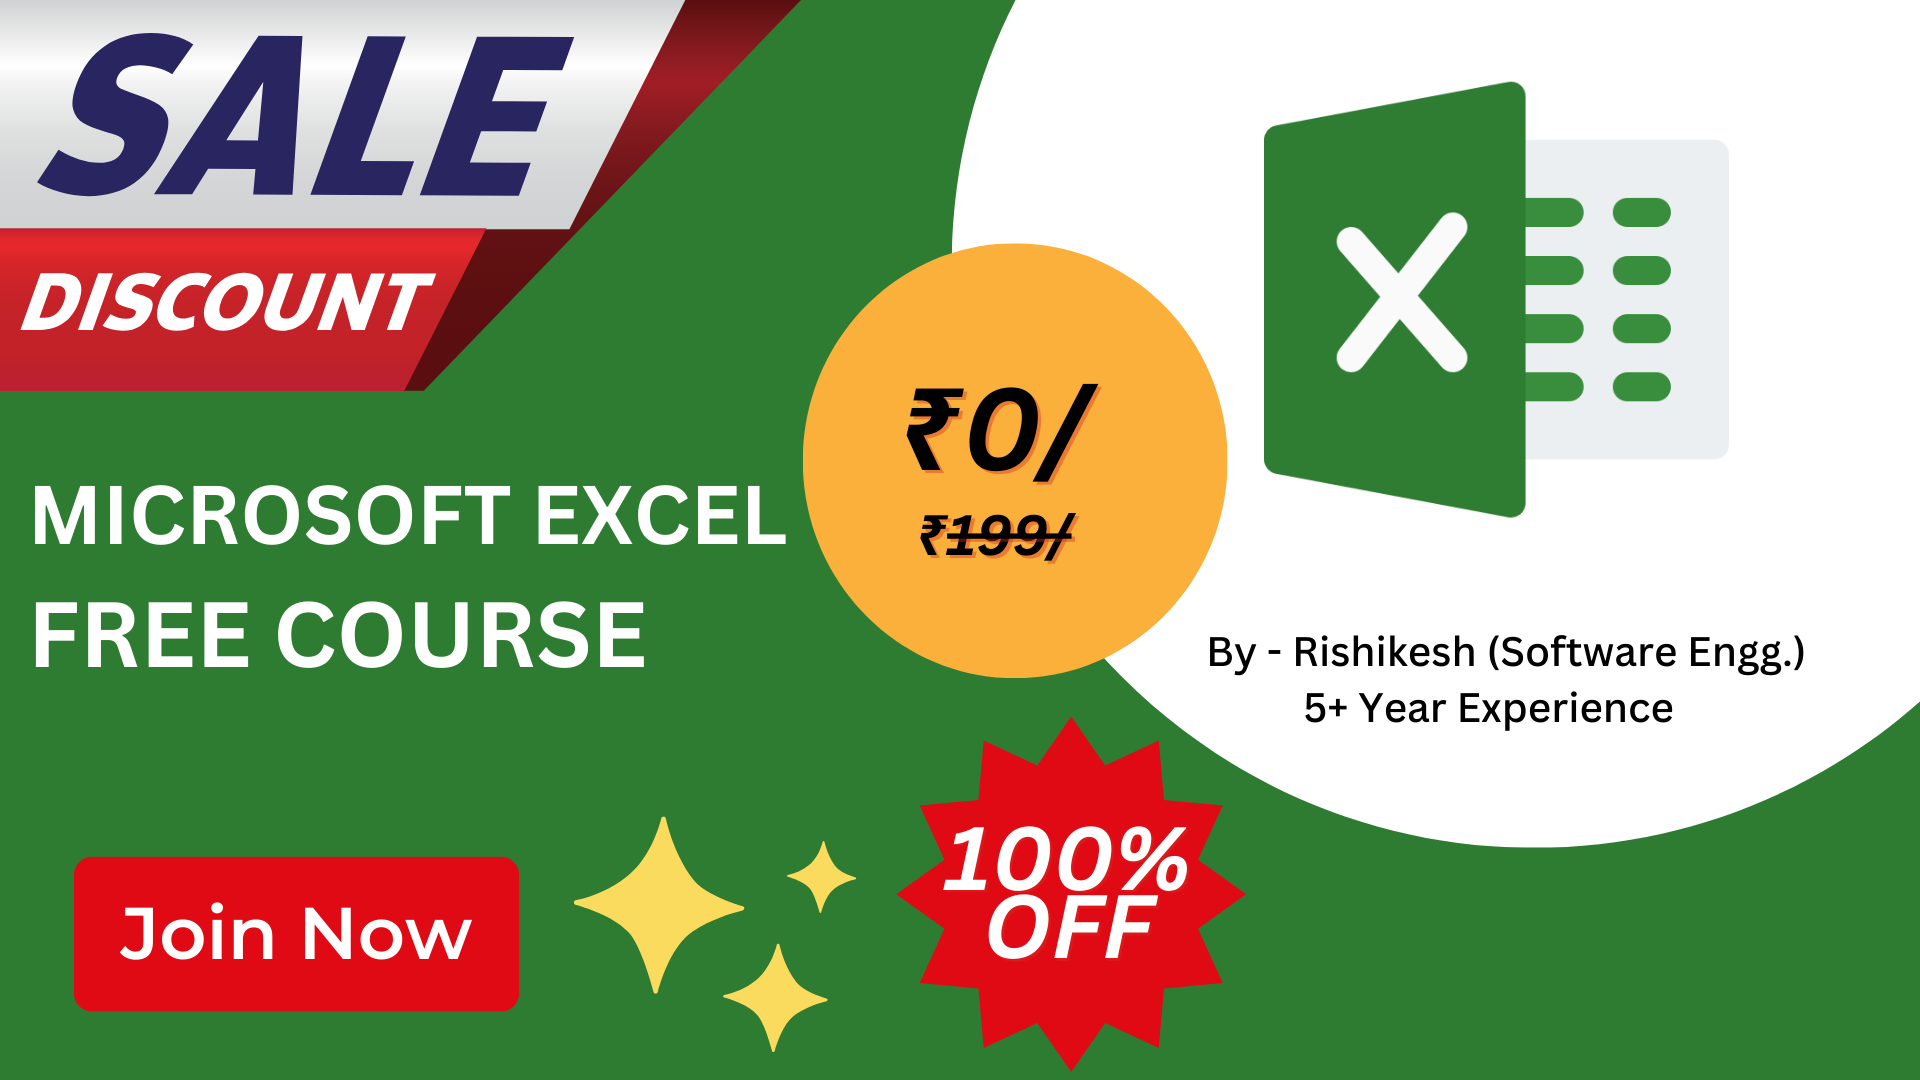 SALE
DISCOUNT
MICROSOFT EXCEL
FREE COURSE
₹0/
₹199/
X
By - Rishikesh (Software Engg.)
5+ Year Experience
Join Now
100%
OFF